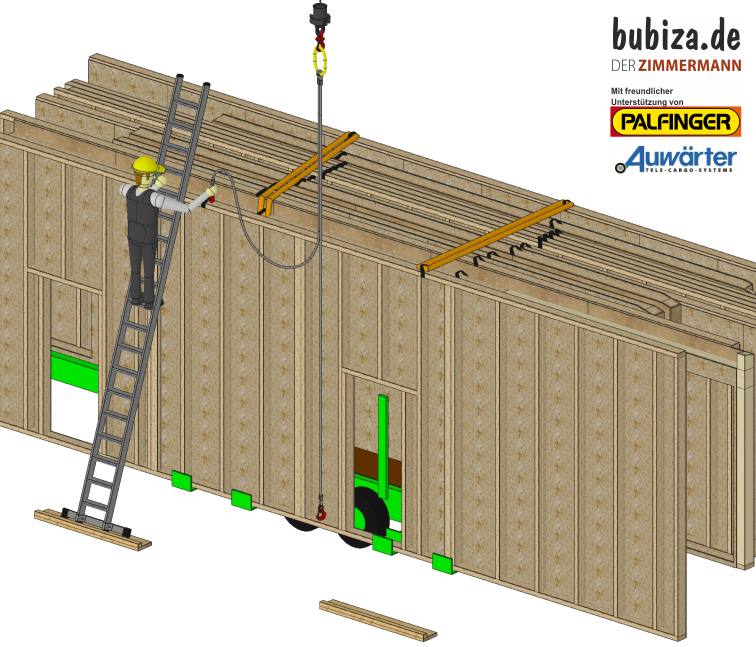 bubiza.de
DER ZIMMERMANN
Mit freundlicher
Unterstützung von
PALFINGER
Auwärter
TELE-CARGO-SYSTEMS